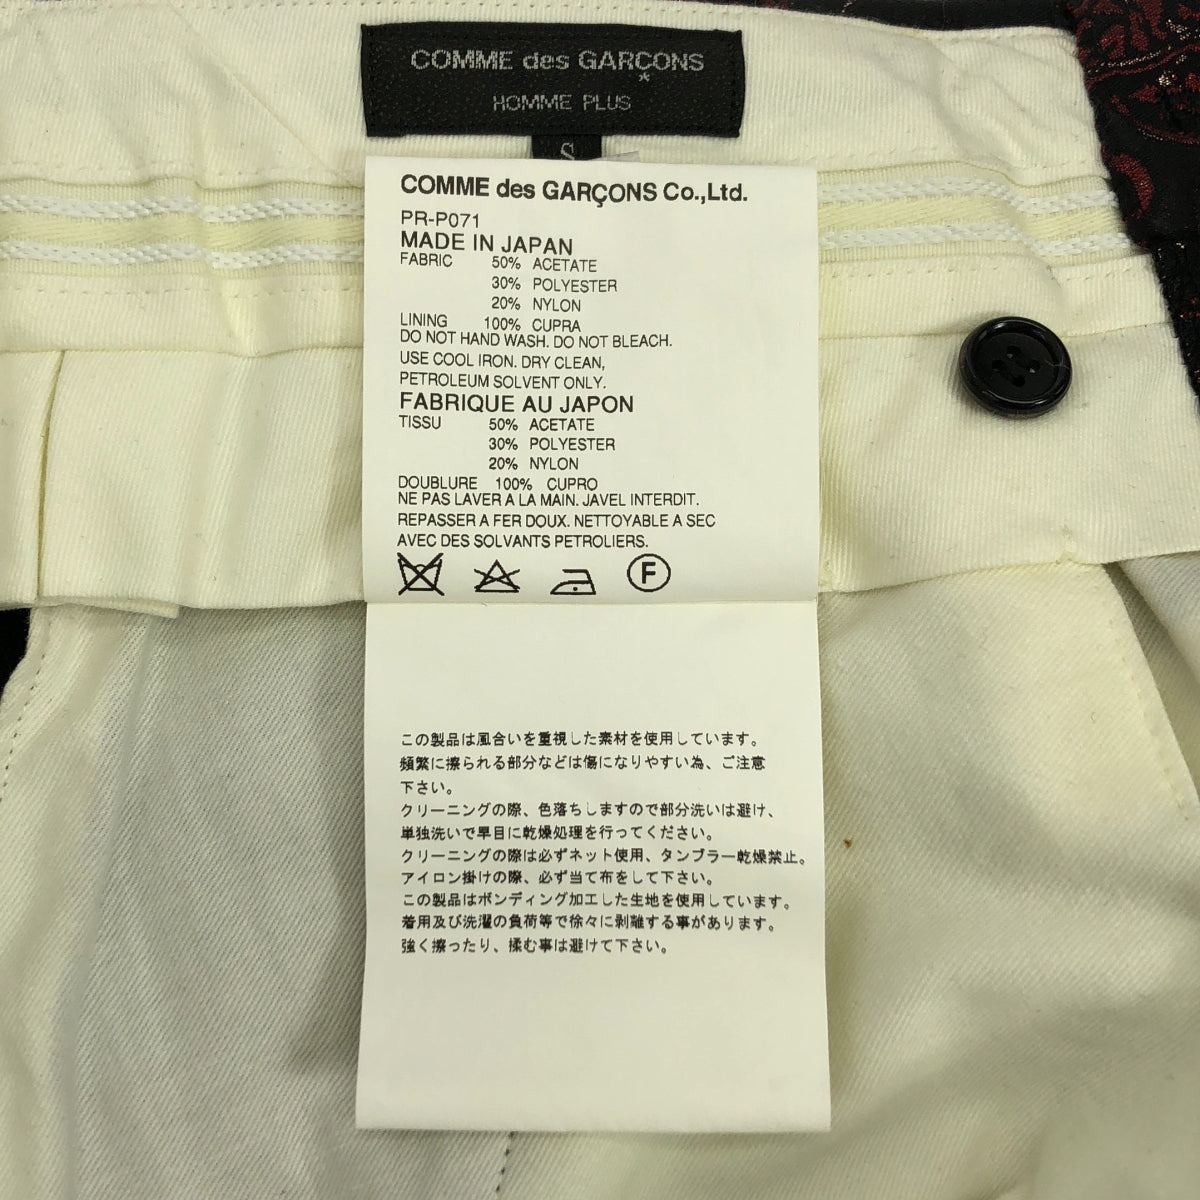 COMME des GARÇONS
*
HOMME PLUS
S
COMME des GARÇONS Co.,Ltd.
PR-P071
MADE IN JAPAN
FABRIC 50% ACETATE
30% POLYESTER
20% NYLON
LINING 100% CUPRA
DO NOT HAND WASH. DO NOT BLEACH.
USE COOL IRON. DRY CLEAN,
PETROLEUM SOLVENT ONLY.
FABRIQUE AU JAPON
TISSU 50% ACETATE
30% POLYESTER
20% NYLON
DOUBLURE 100% CUPRO
NE PAS LAVER A LA MAIN. JAVEL INTERDIT.
REPASSER A FER DOUX. NETTOYABLE A SEC
AVEC DES SOLVANTS PETROLIERS.
F
この製品は風合いを重視した素材を使用しています。
頻繁に擦られる部分などは傷になりやすい為、ご注意
下さい。
クリーニングの際、色落ちしますので部分洗いは避け、
単独洗いで早目に乾燥処理を行ってください。
クリーニングの際は必ずネット使用、タンブラー乾燥禁止。
アイロン掛けの際、必ず当て布をして下さい。
この製品はボンディング加工した生地を使用しています。
着用及び洗濯の負荷等で徐々に剥離する事があります。
強く擦ったり、揉む事は避けて下さい。